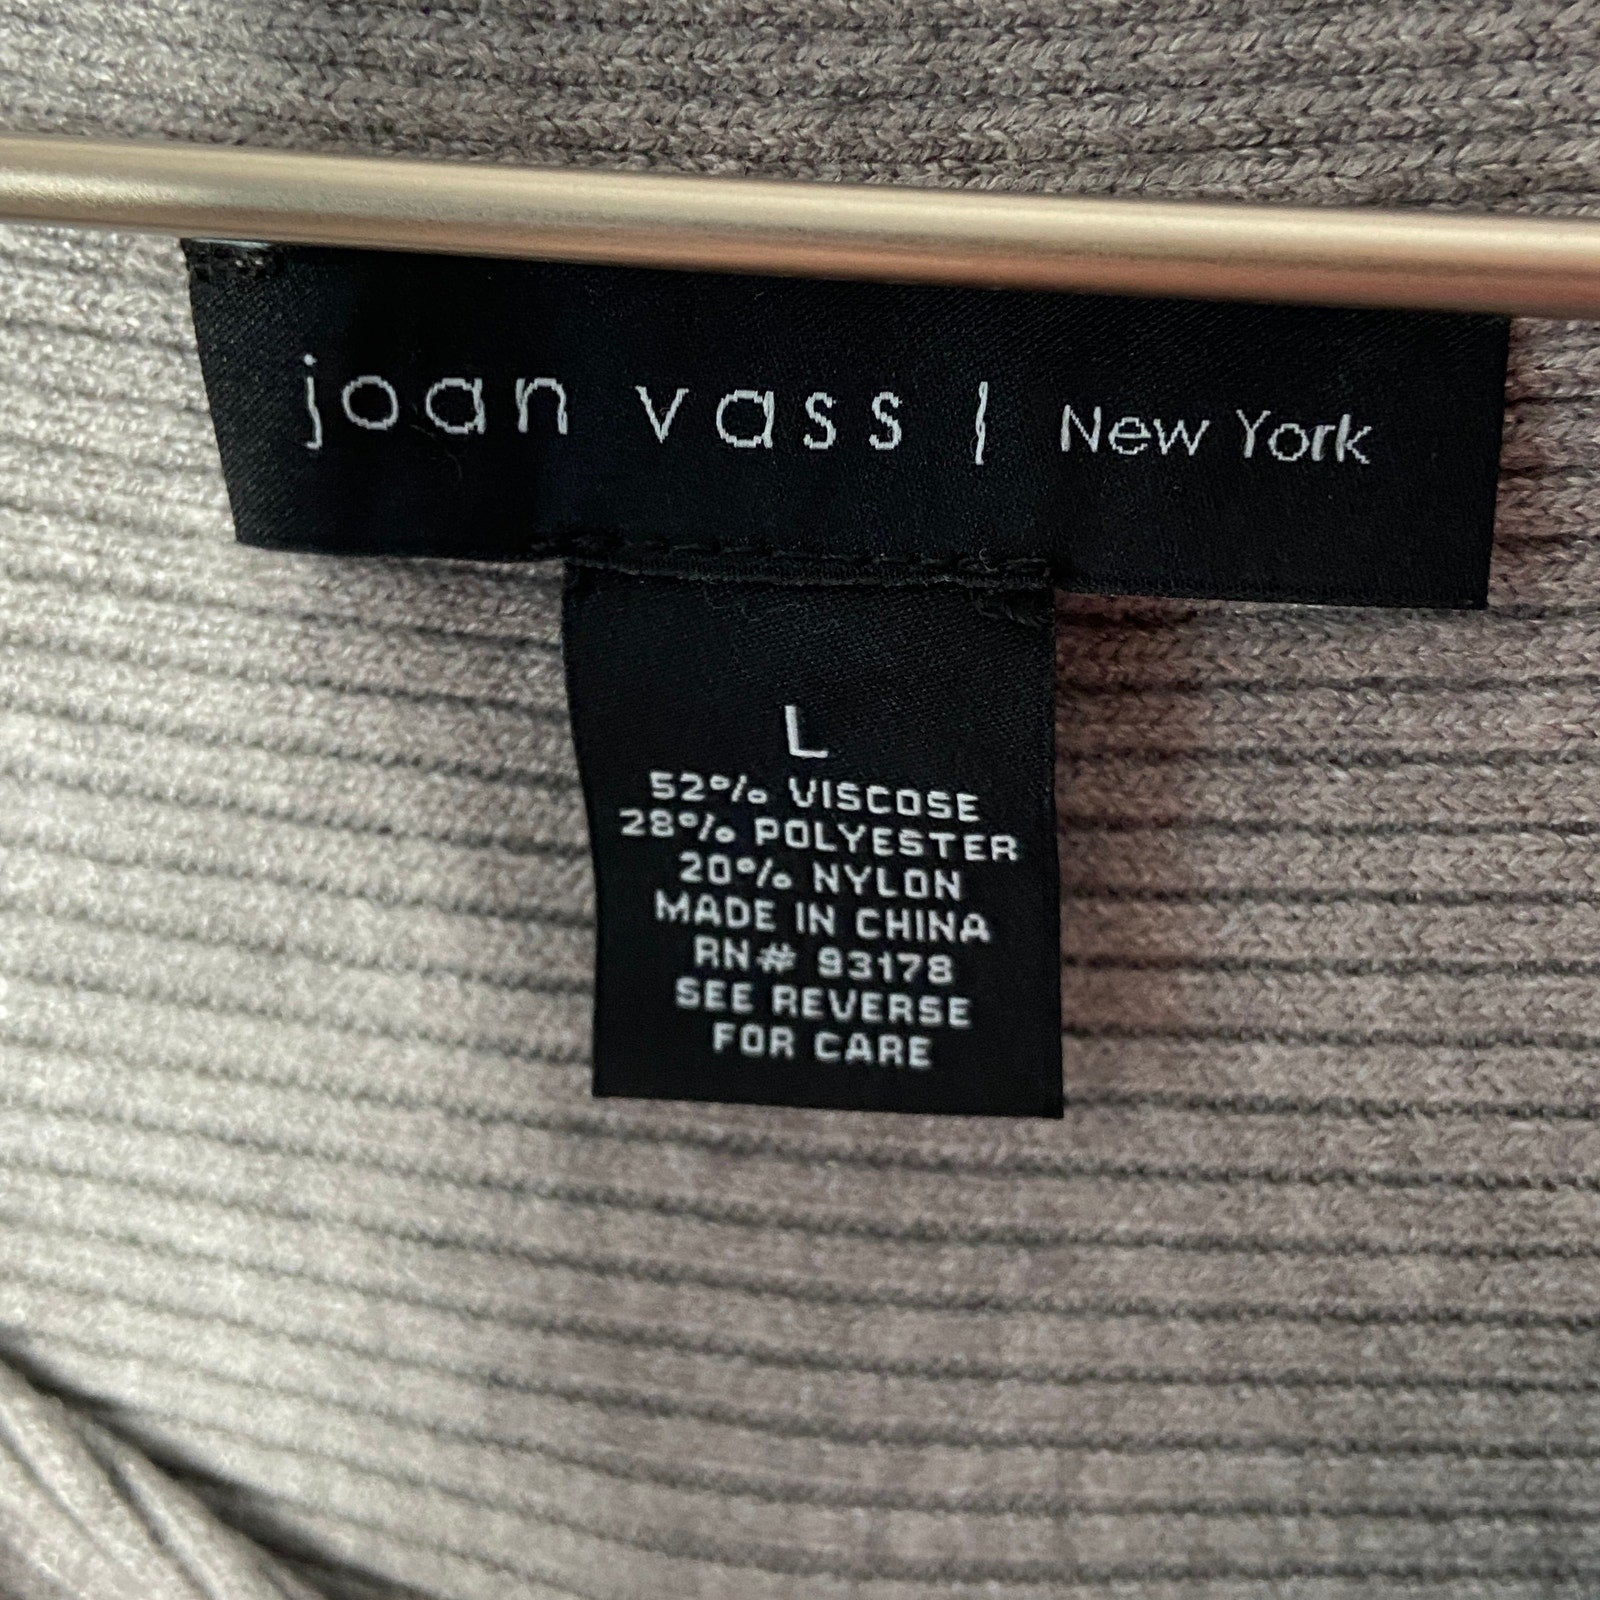 joan vass | New York
L
52% VISCOSE
28% POLYESTER
20% NYLON
MADE IN CHINA
RN# 93178
SEE REVERSE
FOR CARE